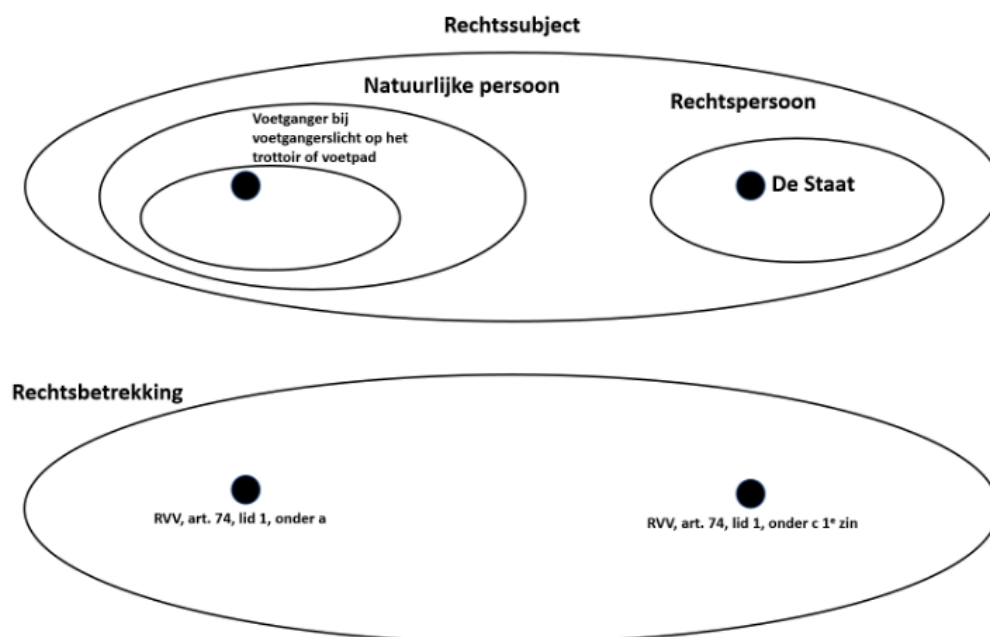 Rechtssubject
Natuurlijke persoon
Rechtspersoon
Voetganger bij
voetgangerslicht op het
trottoir of voetpad
De Staat
Rechtsbetrekking
RVV, art. 74, lid 1, onder a
RVV, art. 74, lid 1, onder c 1ᵉ zin